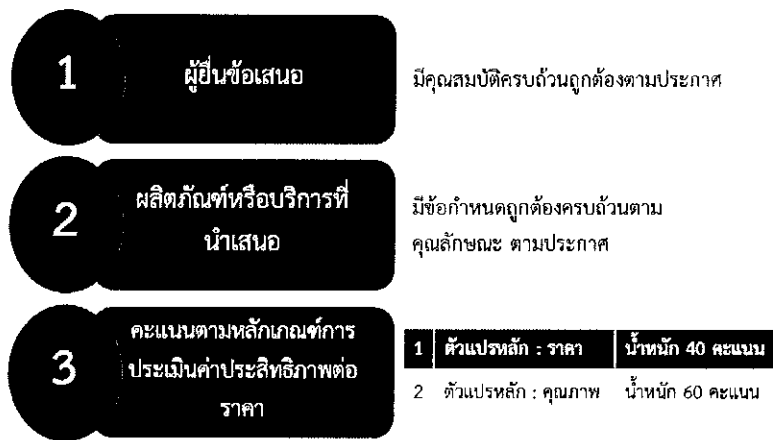 1
ผู้ยื่นข้อเสนอ
มีคุณสมบัติครบถ้วนถูกต้องตามประกาศ
2
ผลิตภัณฑ์หรือบริการที่
นำเสนอ
มีข้อกำหนดถูกต้องครบถ้วนตาม
คุณลักษณะ ตามประกาศ
3
คะแนนตามหลักเกณฑ์การ
ประเมินค่าประสิทธิภาพต่อ
ราคา
1 ตัวแปรหลัก : ราคา น้ำหนัก 40 คะแนน
2 ตัวแปรหลัก : คุณภาพ น้ำหนัก 60 คะแนน